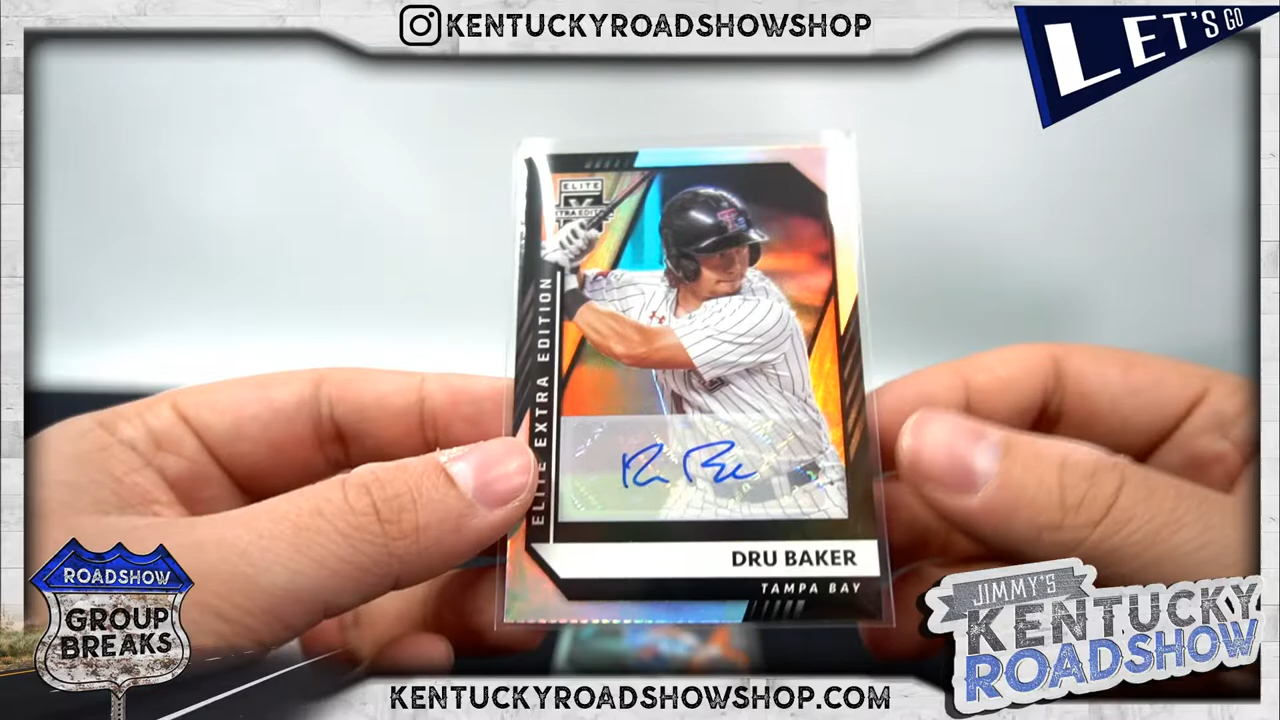 KENTUCKYROADSHOWSHOP
LET'S GO
ELITE
EXTRA EDITION
ELITE EXTRA EDITION
DRU BAKER
TAMPA BAY
ROADSHOW
GROUP
BREAKS
JIMMY'S
KENTUCKY
ROADSHOW
KENTUCKYROADSHOWSHOP.COM